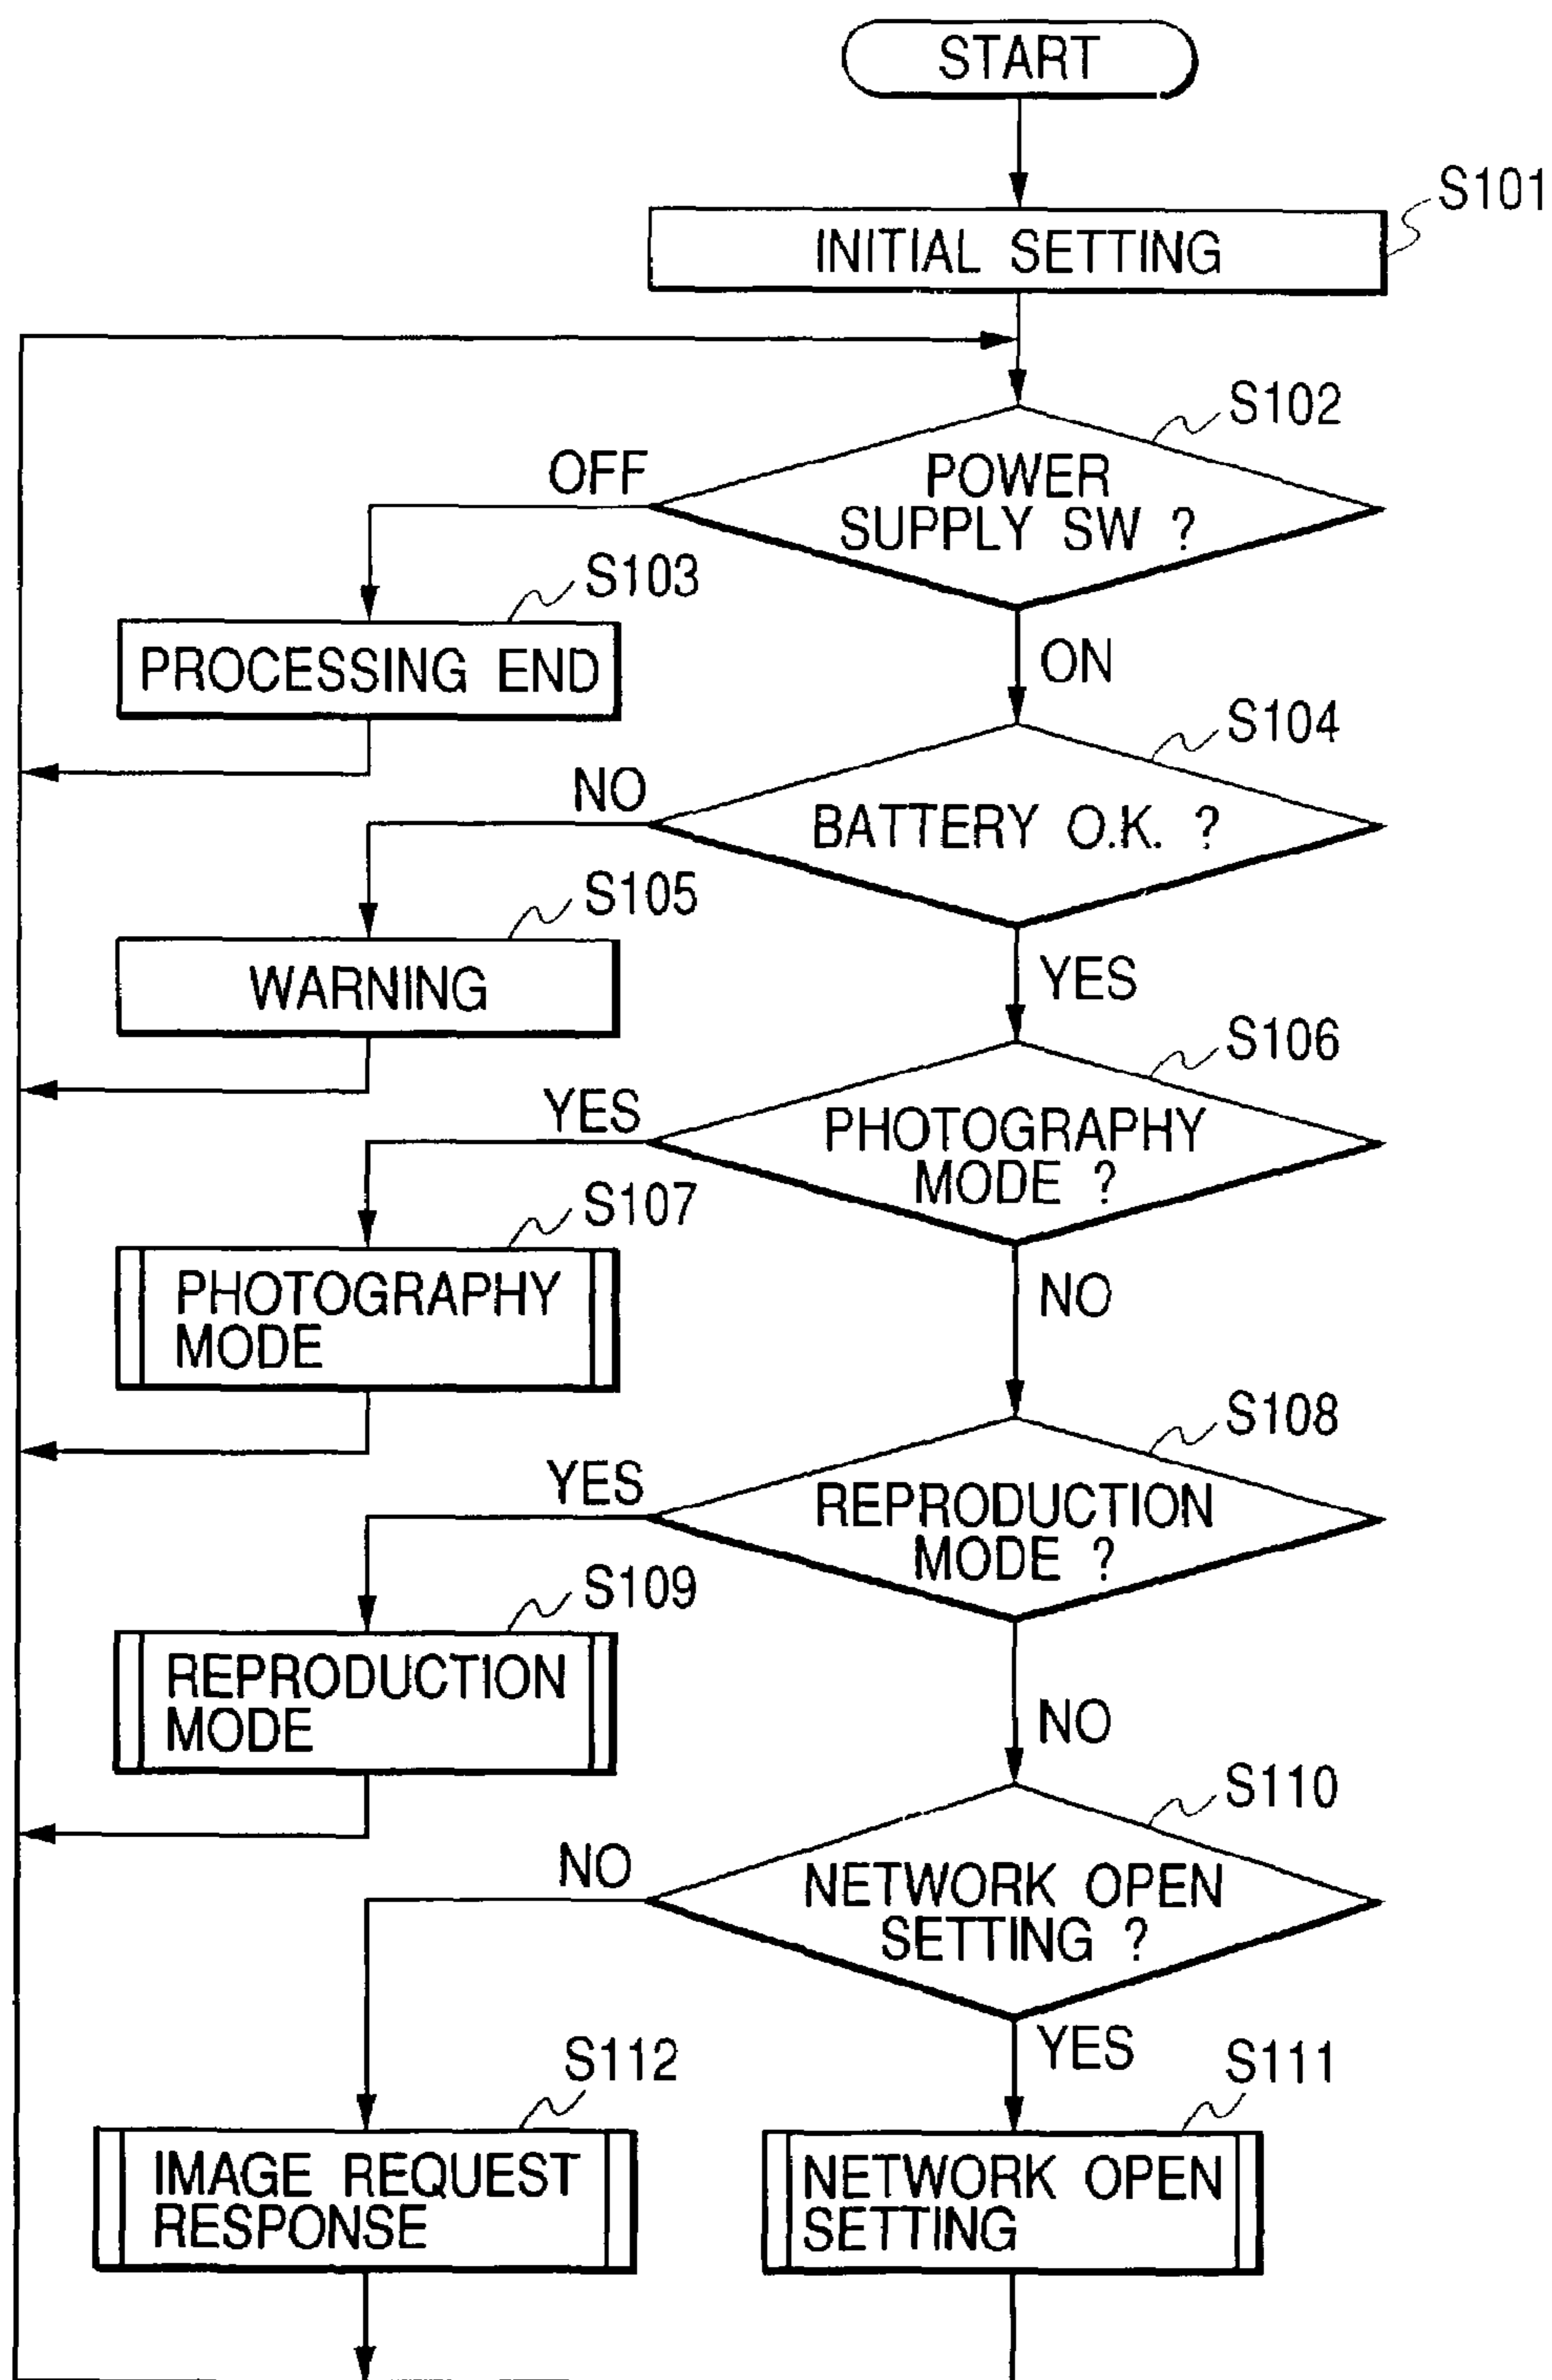 START
S101
INITIAL SETTING
S102
OFF
POWER
SUPPLY SW ?
S103
PROCESSING END
ON
S104
NO
BATTERY O.K. ?
S105
WARNING
YES
S106
YES
PHOTOGRAPHY
MODE ?
S107
PHOTOGRAPHY
MODE
NO
S108
YES
REPRODUCTION
MODE ?
S109
REPRODUCTION
MODE
NO
S110
NO
NETWORK OPEN
SETTING ?
YES
S112
S111
IMAGE REQUEST
RESPONSE
NETWORK OPEN
SETTING